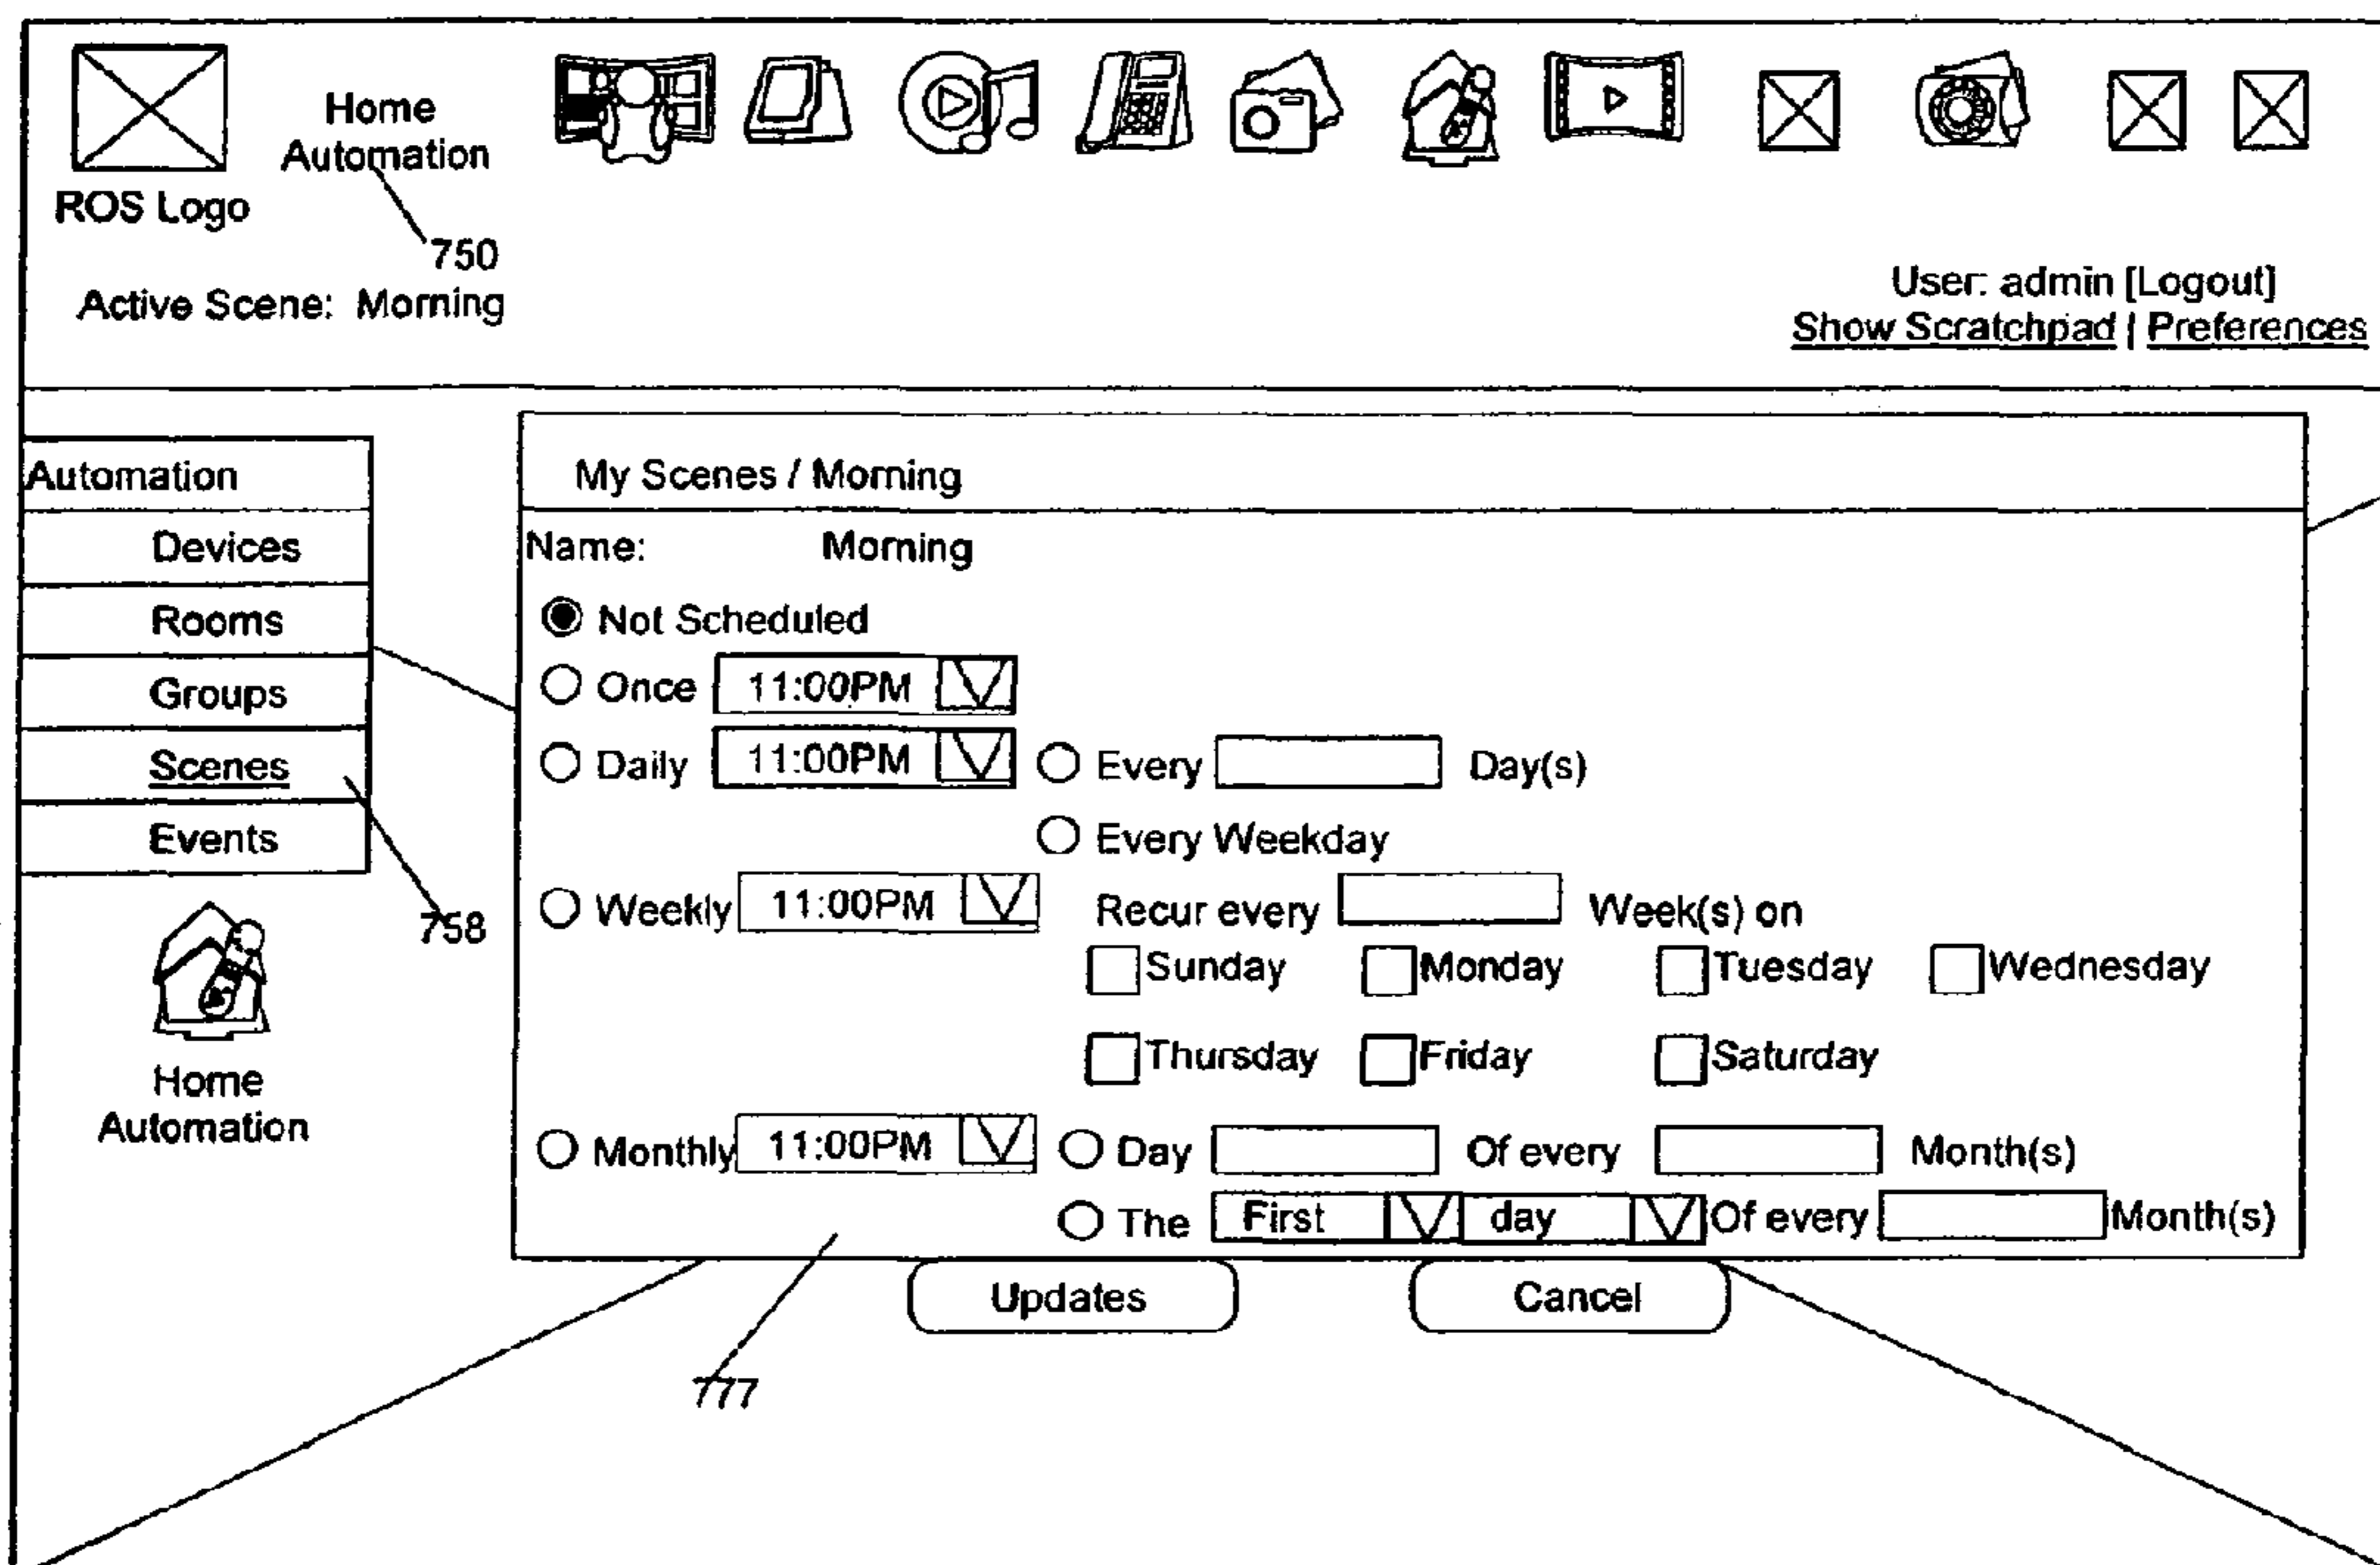 Home
Automation
ROS Logo
750
Active Scene: Morning
User: admin [Logout]
Show Scratchpad | Preferences
Automation
Devices
Rooms
Groups
Scenes
Events
758
Home
Automation
My Scenes / Morning
Name: Morning
Not Scheduled
Once 11:00PM
Daily 11:00PM Every Day(s)
Every Weekday
Weekly 11:00PM Recur every Week(s) on
Sunday Monday Tuesday Wednesday
Thursday Friday Saturday
Monthly 11:00PM Day Of every Month(s)
The First day Of every Month(s)
Updates Cancel
777